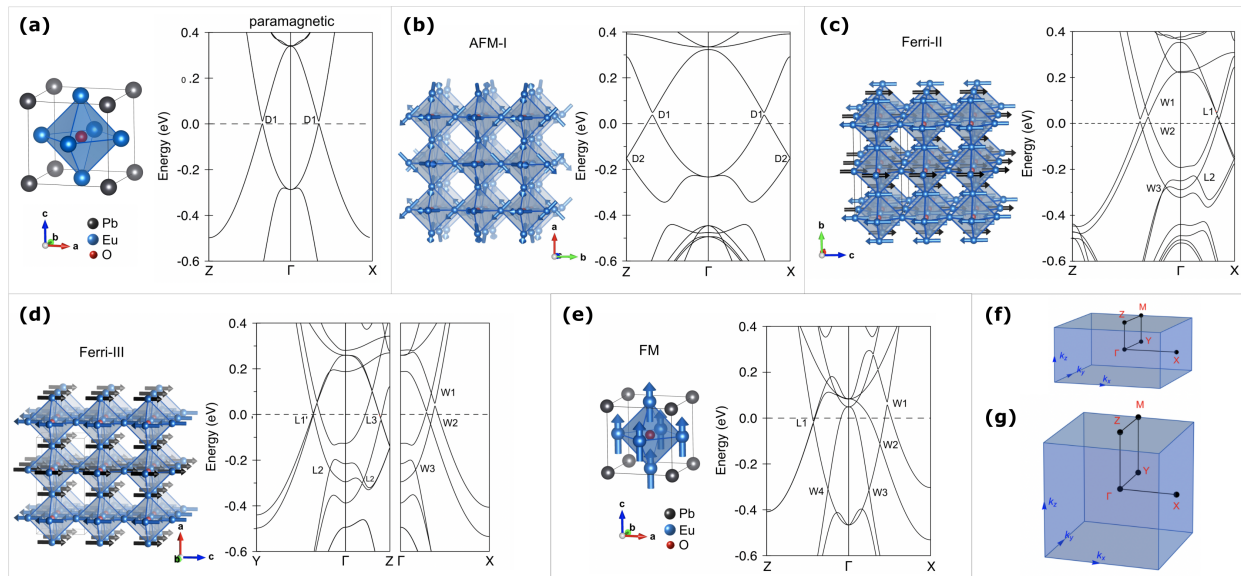 (a)
paramagnetic
0.4
0.2
0.0
-0.2
-0.4
-0.6
Energy (eV)
D1 D1
Z Γ X
c
b
a
Pb
Eu
O
(b)
AFM-I
0.4
0.2
0.0
-0.2
-0.4
-0.6
Energy (eV)
D1 D1
D2 D2
Z Γ X
a
c
b
(c)
Ferri-II
0.4
0.2
0.0
-0.2
-0.4
-0.6
Energy (eV)
W1 L1
W2
W3 L2
Z Γ X
b
a
c
(d)
Ferri-III
0.4
0.2
0.0
-0.2
-0.4
-0.6
Energy (eV)
L1' L3 W1
W2
L2 L2 W3
Y Γ Z Γ X
a
b
c
(e)
FM
0.4
0.2
0.0
-0.2
-0.4
-0.6
Energy (eV)
L1 W1
W2
W4 W3
Z Γ X
c
b
a
Pb
Eu
O
(f)
M
Z
Y
Γ
X
kz
ky
kx
(g)
M
Z
Y
Γ
X
kz
ky
kx